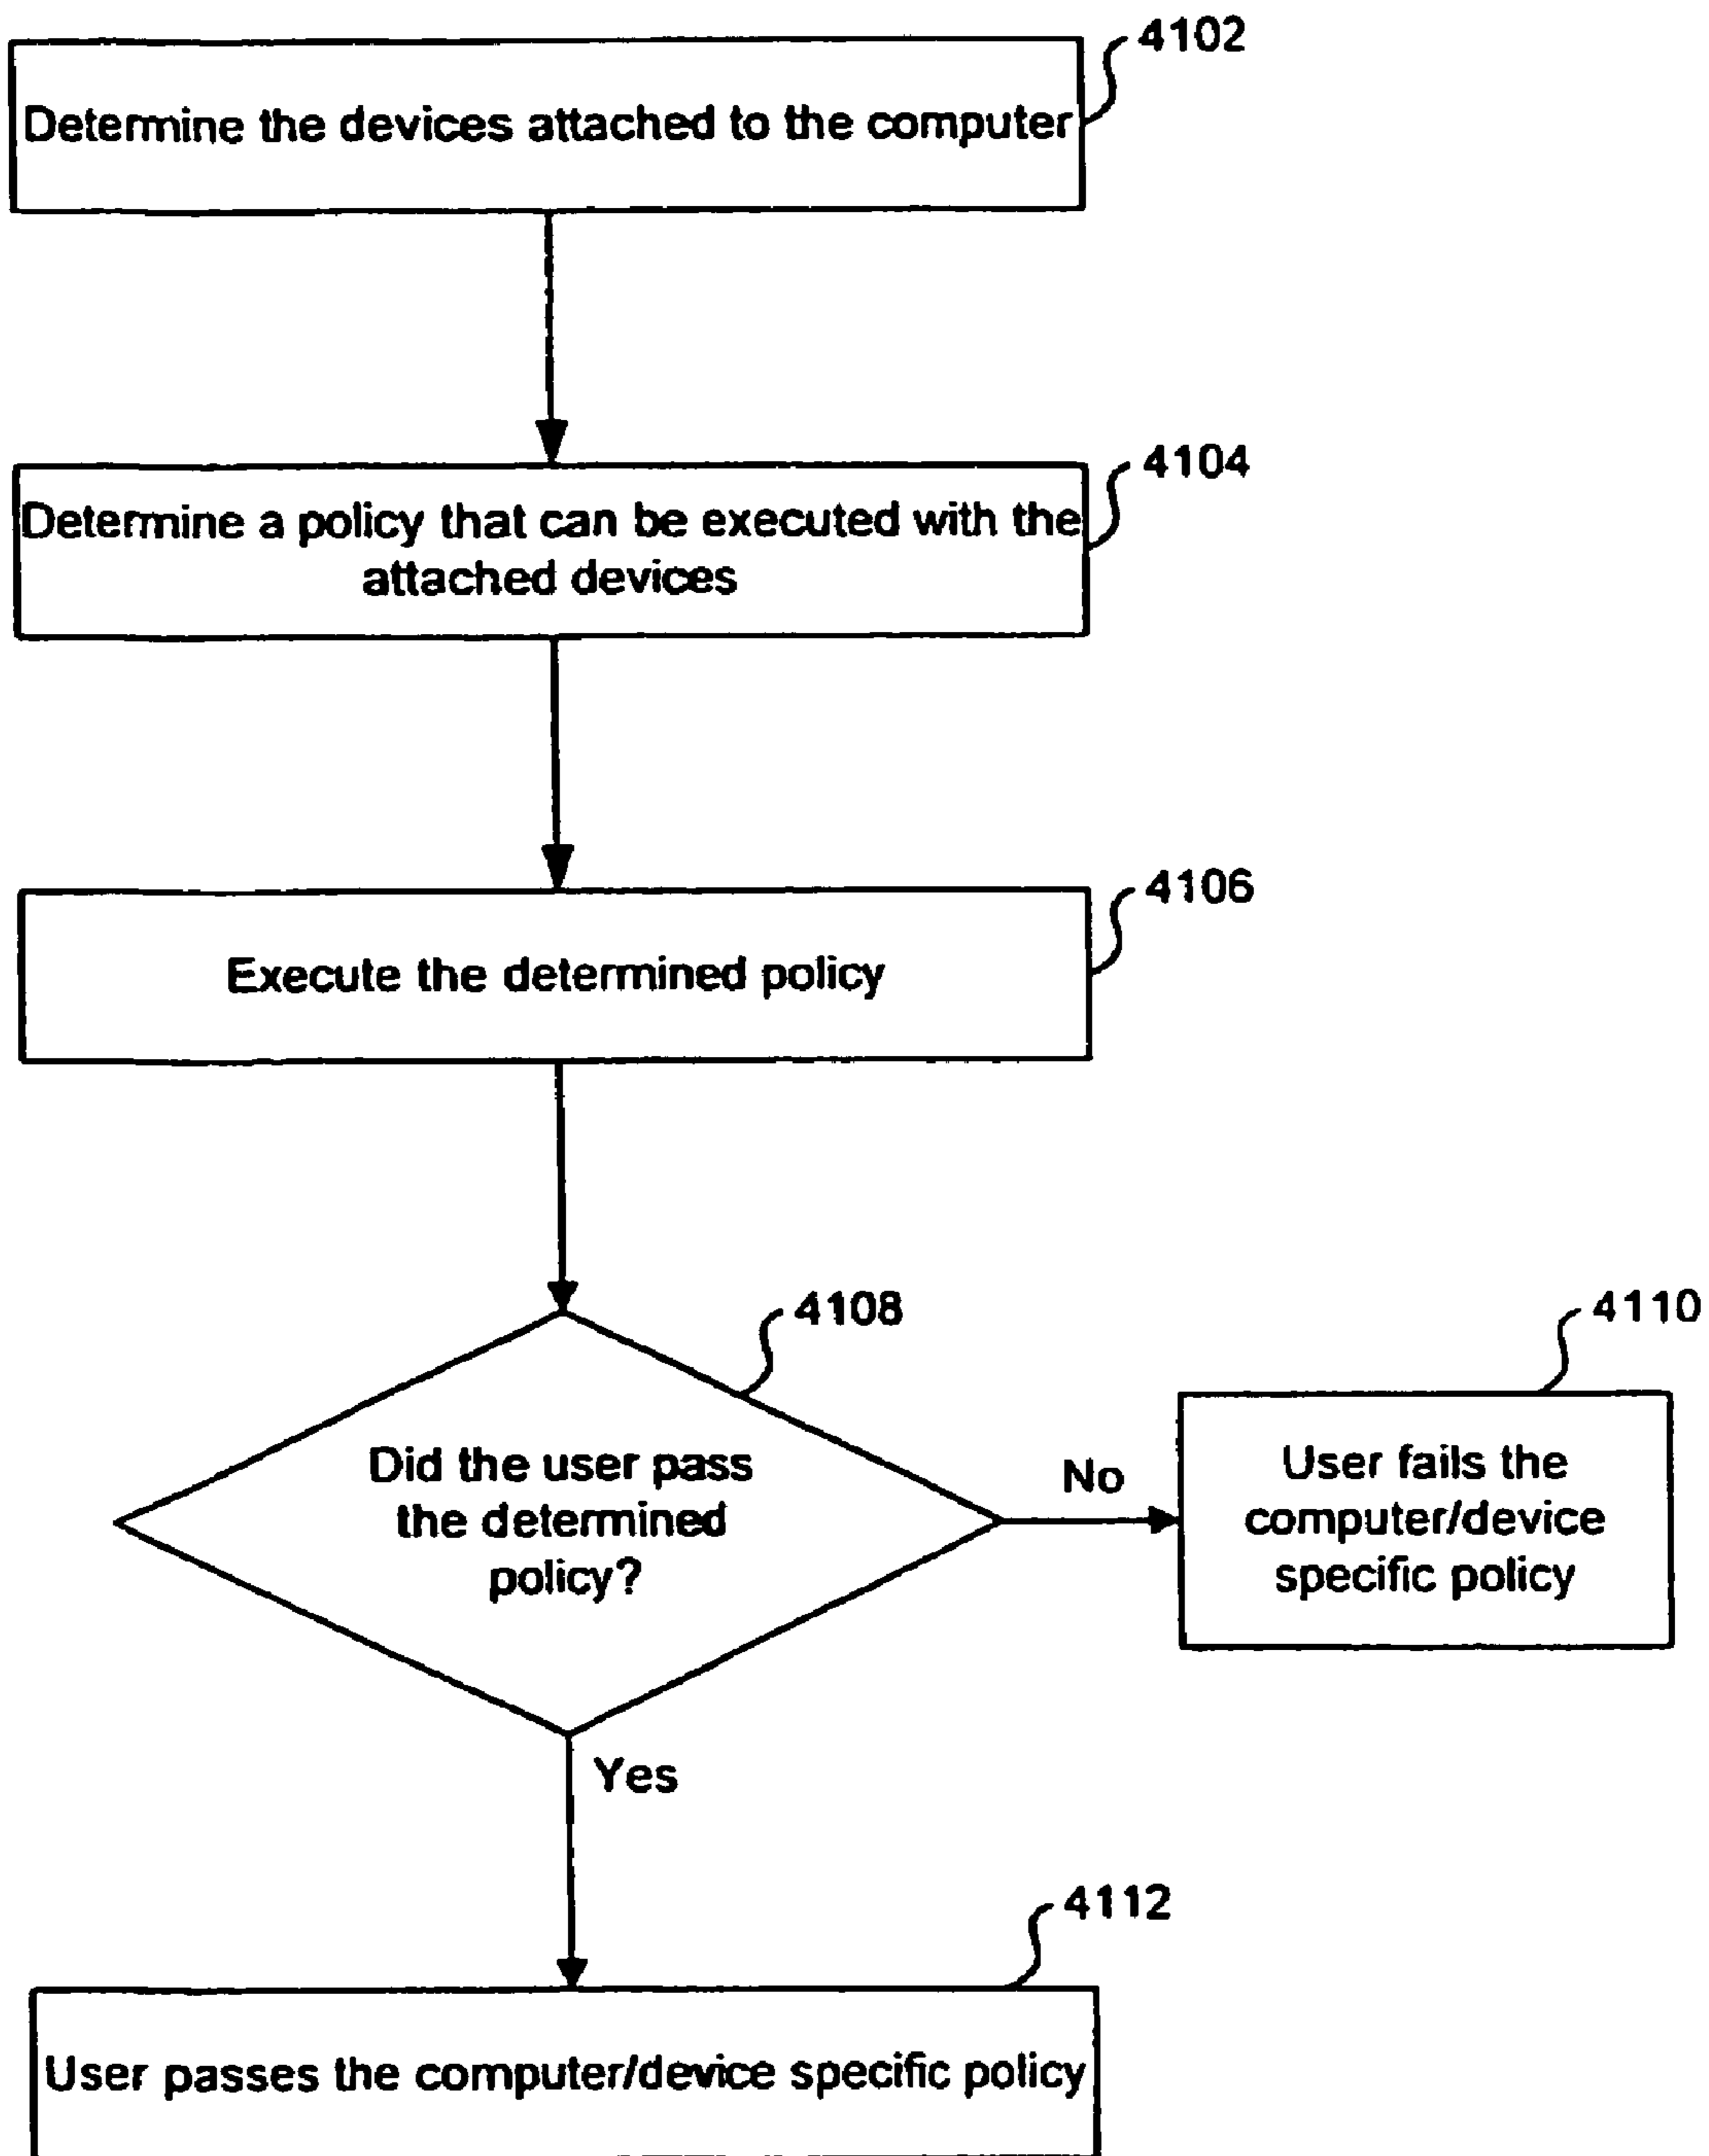 4102
Determine the devices attached to the computer
4104
Determine a policy that can be executed with the
attached devices
4106
Execute the determined policy
4108
Did the user pass
the determined
policy?
No
4110
User fails the
computer/device
specific policy
Yes
4112
User passes the computer/device specific policy